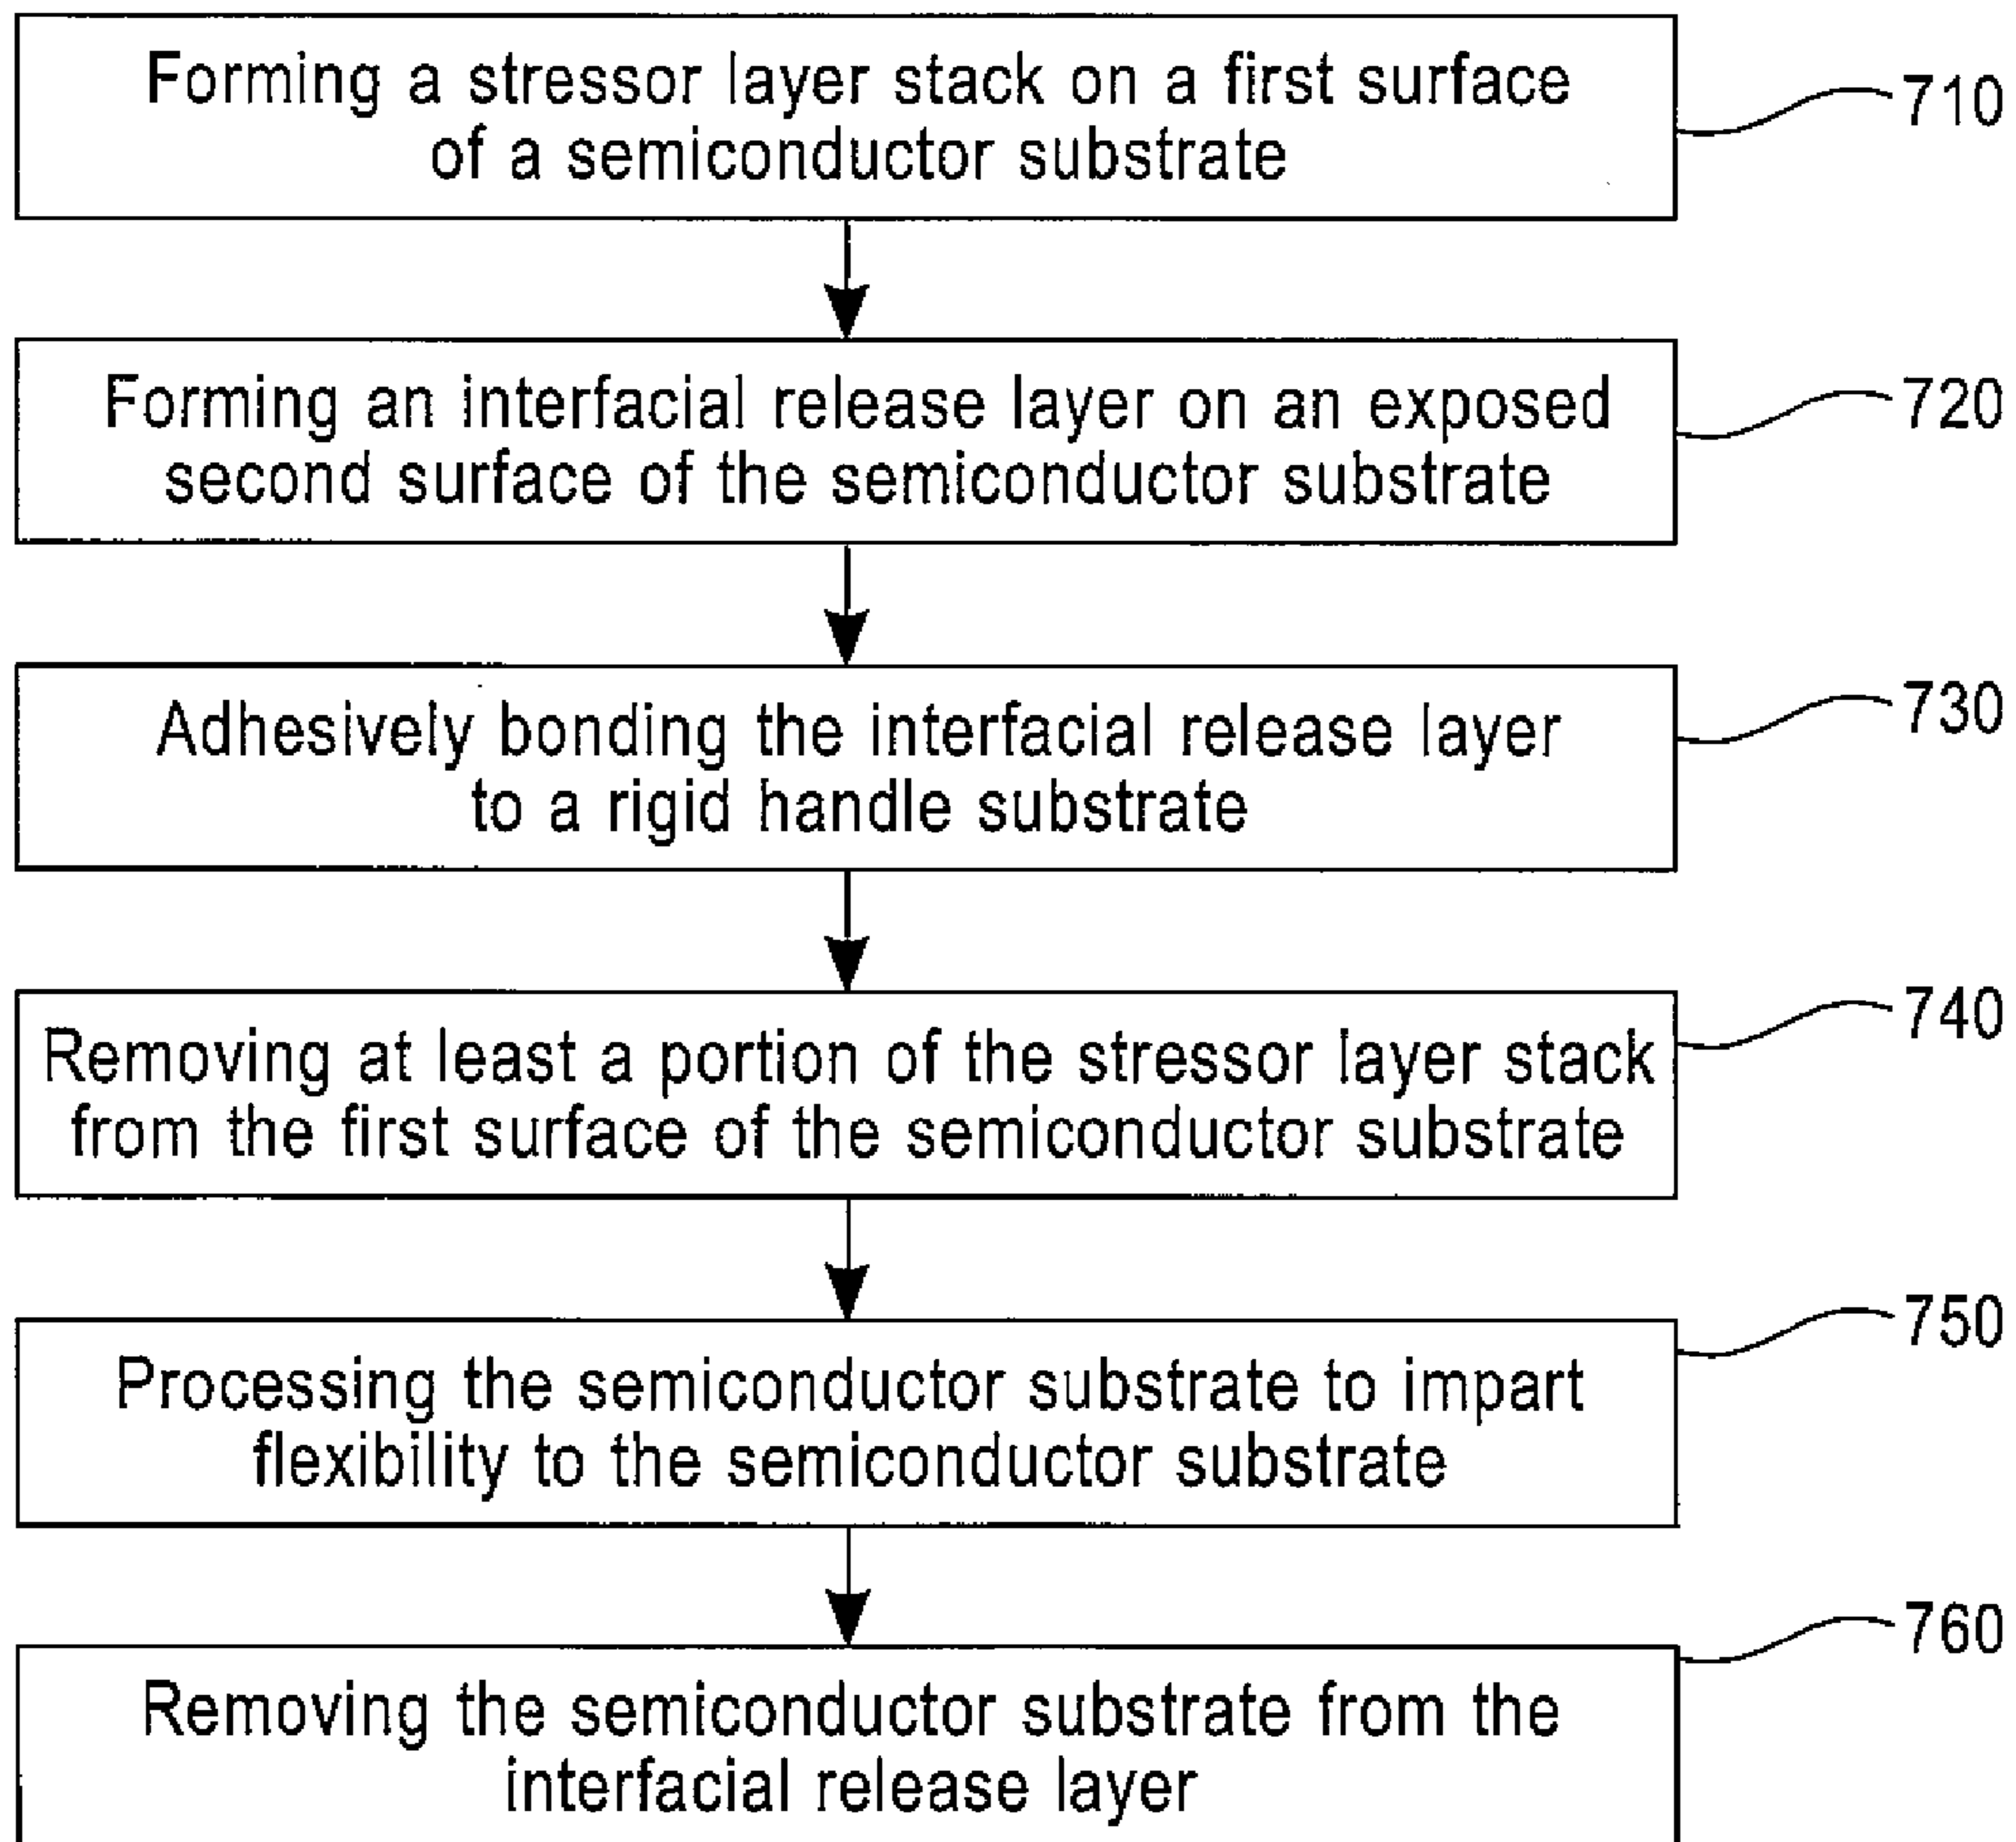 Forming a stressor layer stack on a first surface
of a semiconductor substrate
710
Forming an interfacial release layer on an exposed
second surface of the semiconductor substrate
720
Adhesively bonding the interfacial release layer
to a rigid handle substrate
730
Removing at least a portion of the stressor layer stack
from the first surface of the semiconductor substrate
740
Processing the semiconductor substrate to impart
flexibility to the semiconductor substrate
750
Removing the semiconductor substrate from the
interfacial release layer
760